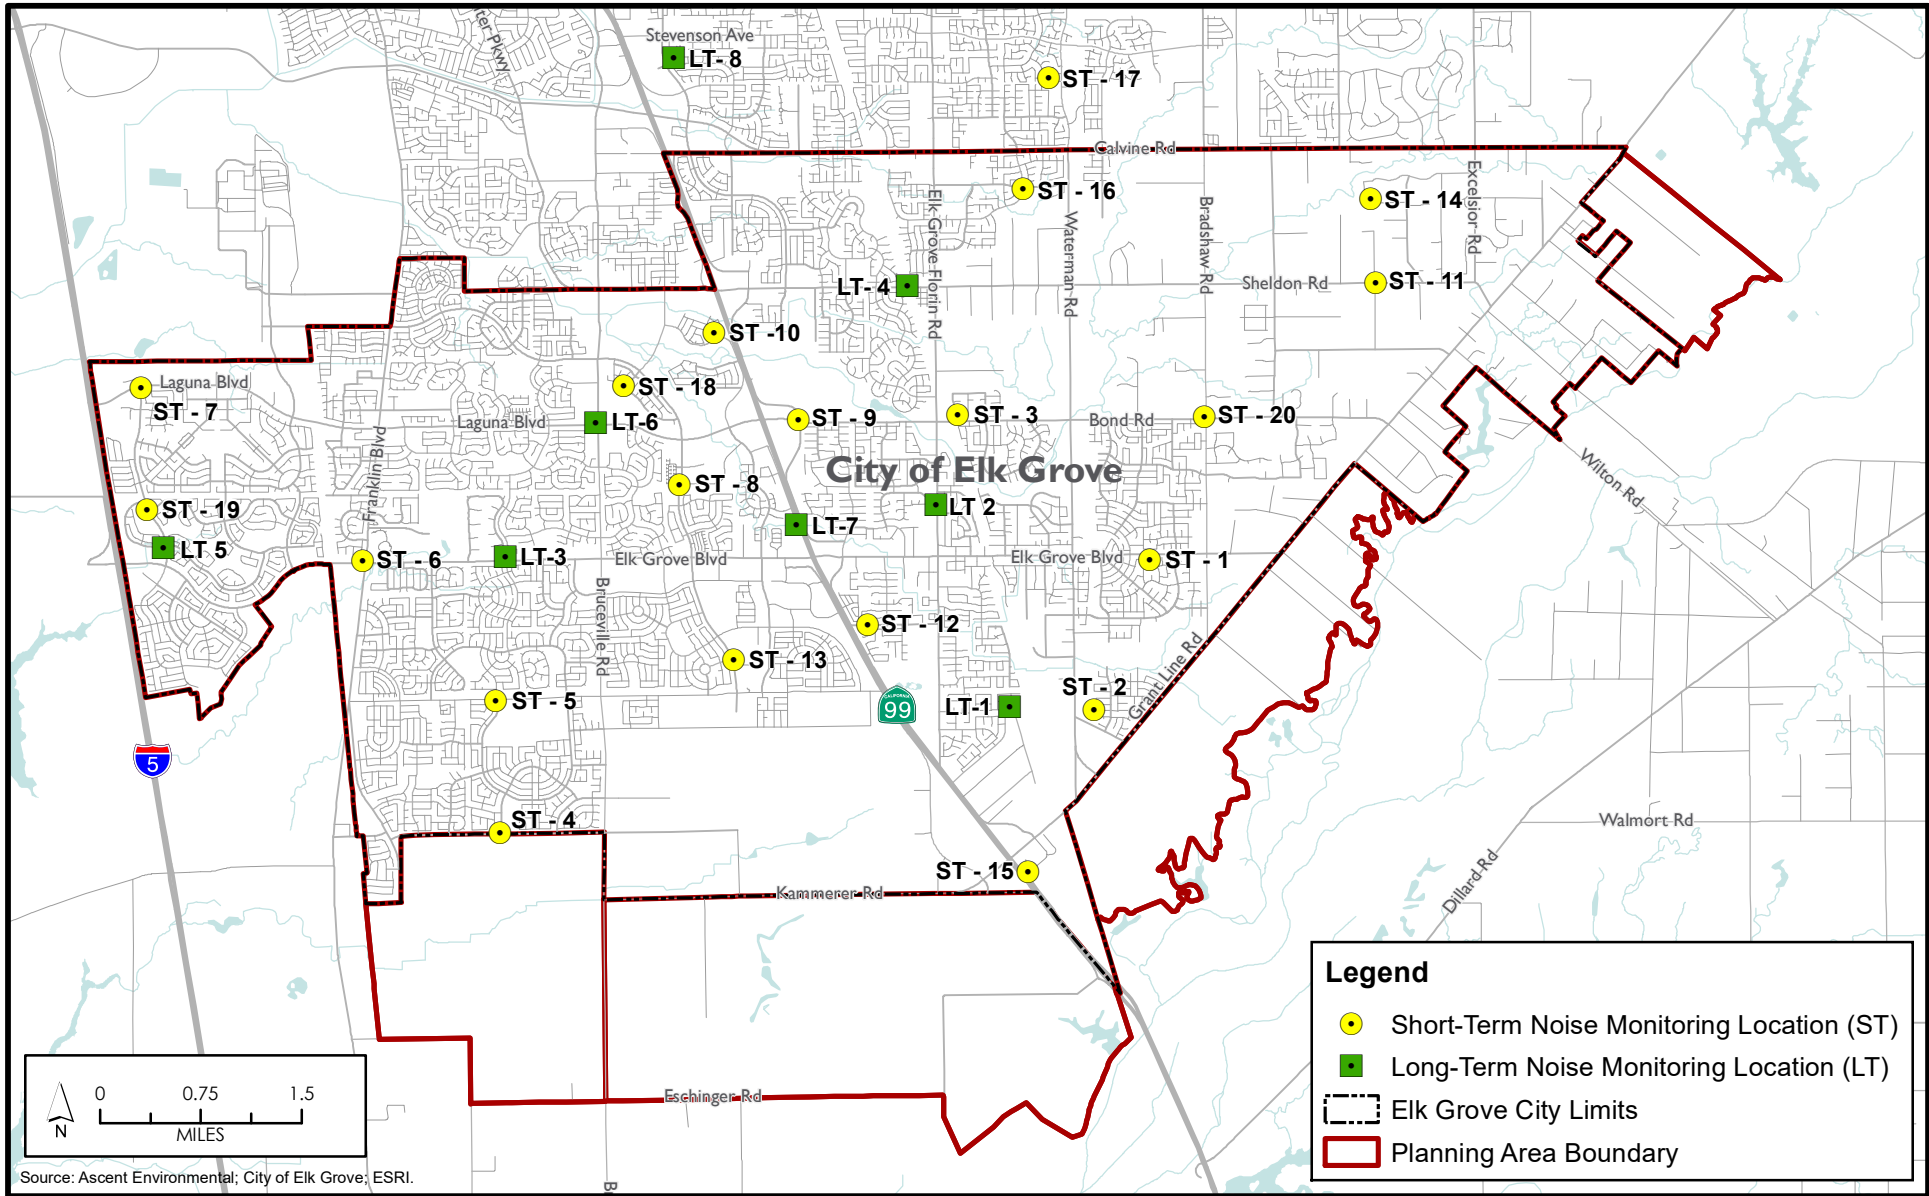 Stevenson Ave
LT- 8
ter Pkwy
ST - 17
Calvine Rd
ST - 16
ST - 14
Excelsior Rd
Elk Grove-Florin Rd
Waterman Rd
Bradshaw Rd
LT- 4
Sheldon Rd
ST - 11
ST -10
Laguna Blvd
ST - 7
ST - 18
Laguna Blvd
LT-6
ST - 9
ST - 3
Bond Rd
ST - 20
City of Elk Grove
Franklin Blvd
ST - 8
Wilton Rd
ST - 19
LT 2
LT-7
LT 5
ST - 6
LT-3
Elk Grove Blvd
Elk Grove Blvd
ST - 1
Bruceville Rd
ST - 12
ST - 13
Grant Line Rd
ST - 2
ST - 5
CALIFORNIA
99
LT-1
5
ST - 4
Walmort Rd
ST - 15
Kammerer Rd
Dillard Rd
Eschinger Rd
Br
Legend
Short-Term Noise Monitoring Location (ST)
Long-Term Noise Monitoring Location (LT)
Elk Grove City Limits
Planning Area Boundary
0 0.75 1.5
MILES
N
Source: Ascent Environmental; City of Elk Grove; ESRI.